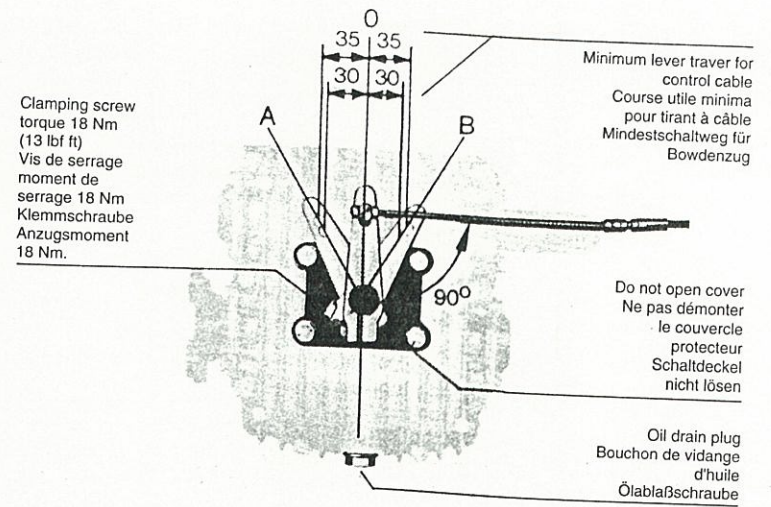 O
35 35
30 30
A
B
90º
Clamping screw
torque 18 Nm
(13 lbf ft)
Vis de serrage
moment de
serrage 18 Nm
Klemmschraube
Anzugsmoment
18 Nm.
Minimum lever traver for
control cable
Course utile minima
pour tirant à câble
Mindestschaltweg für
Bowdenzug
Do not open cover
Ne pas démonter
le couvercle
protecteur
Schaltdeckel
nicht lösen
Oil drain plug
Bouchon de vidange
d'huile
Ölablaßschraube